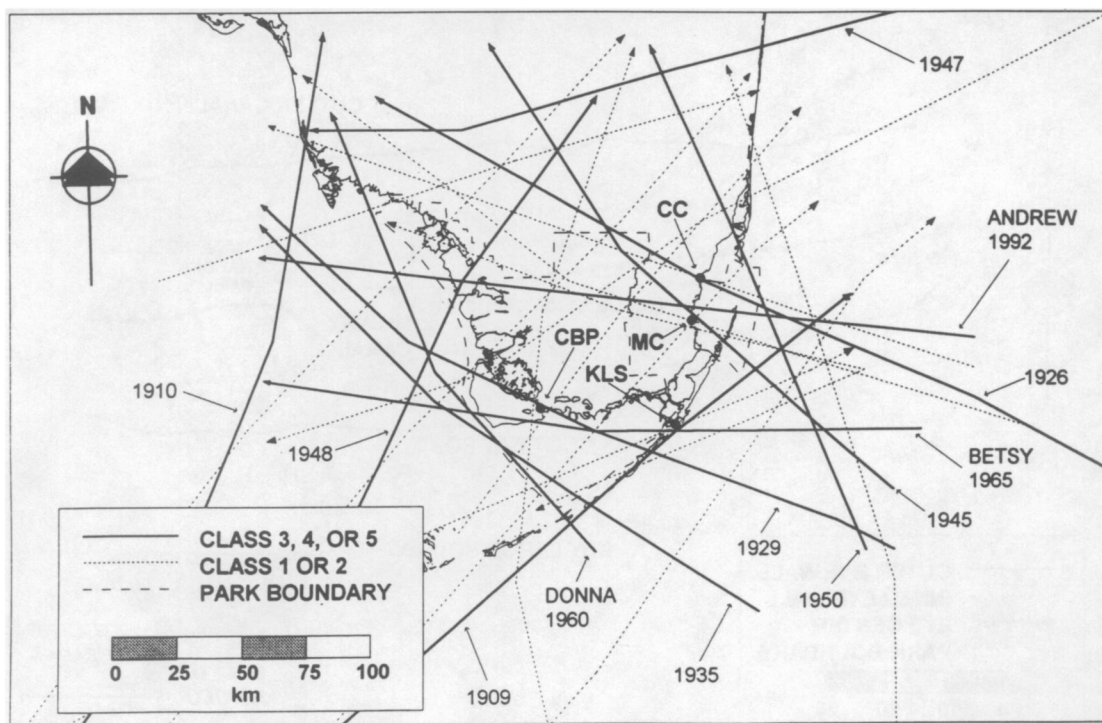 1947
N
CC
ANDREW
1992
CBP
MC
KLS
1910
1926
1948
BETSY
1965
1945
1929
CLASS 3, 4, OR 5
CLASS 1 OR 2
PARK BOUNDARY
DONNA
1960
1950
0 25 50 75 100
km
1935
1909